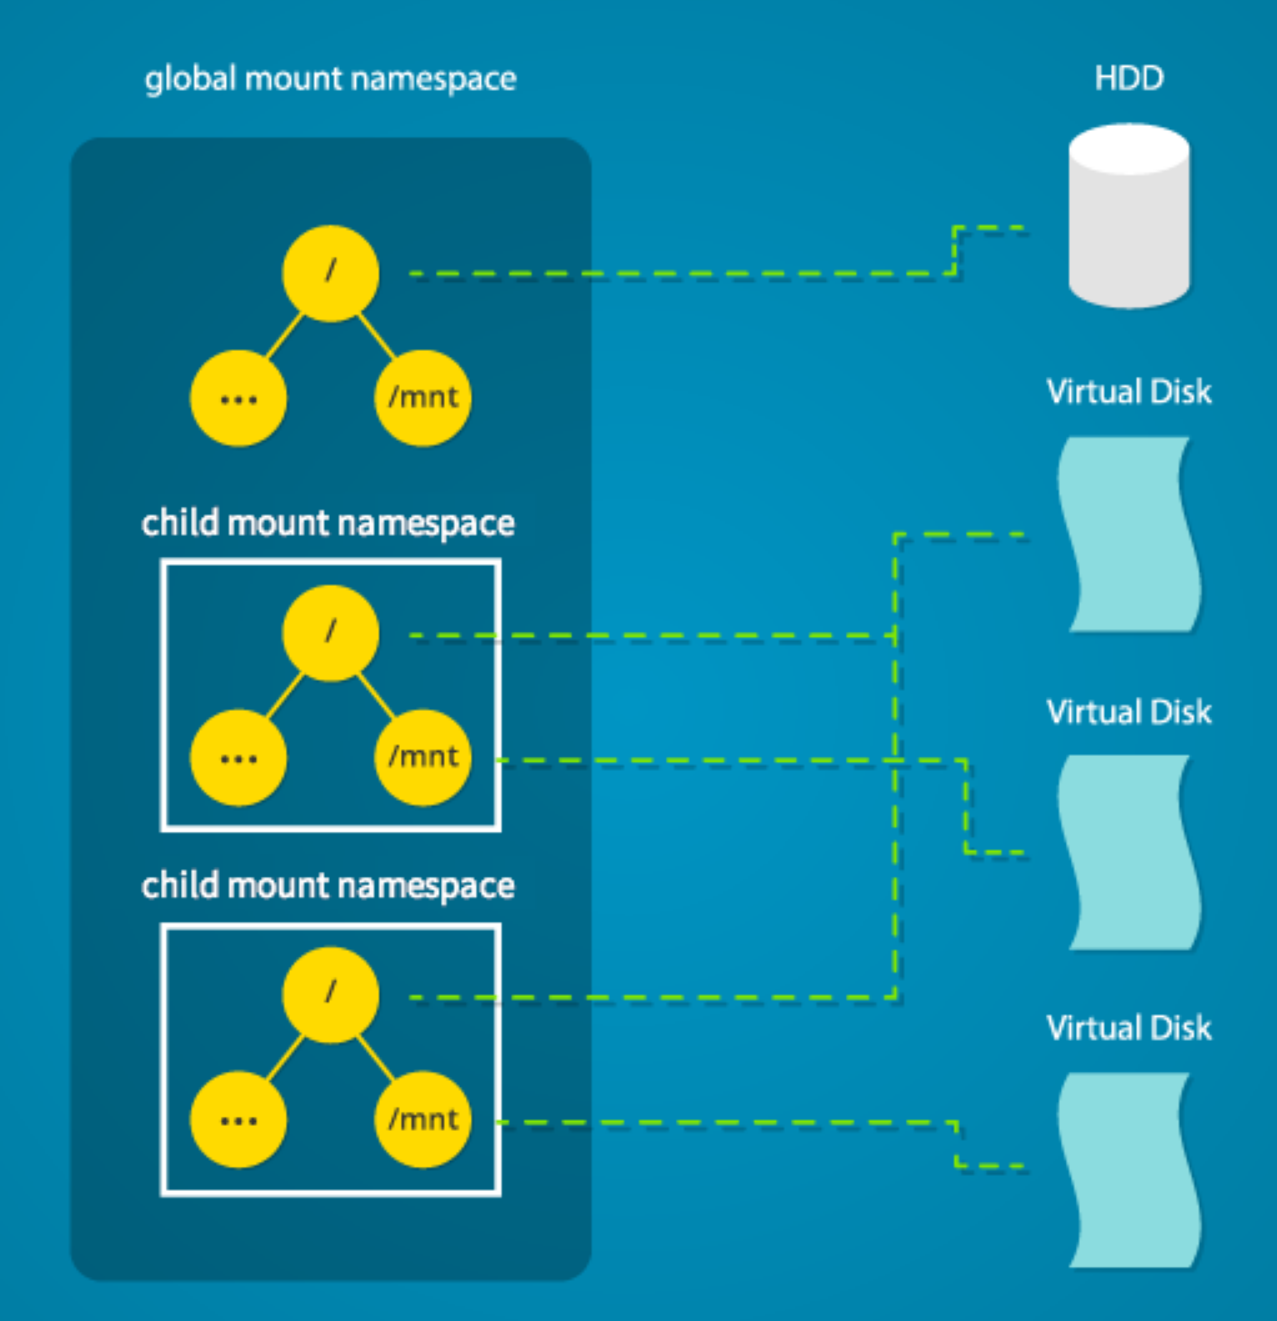 global mount namespace
HDD
/
...
/mnt
Virtual Disk
child mount namespace
/
...
/mnt
Virtual Disk
child mount namespace
/
...
/mnt
Virtual Disk